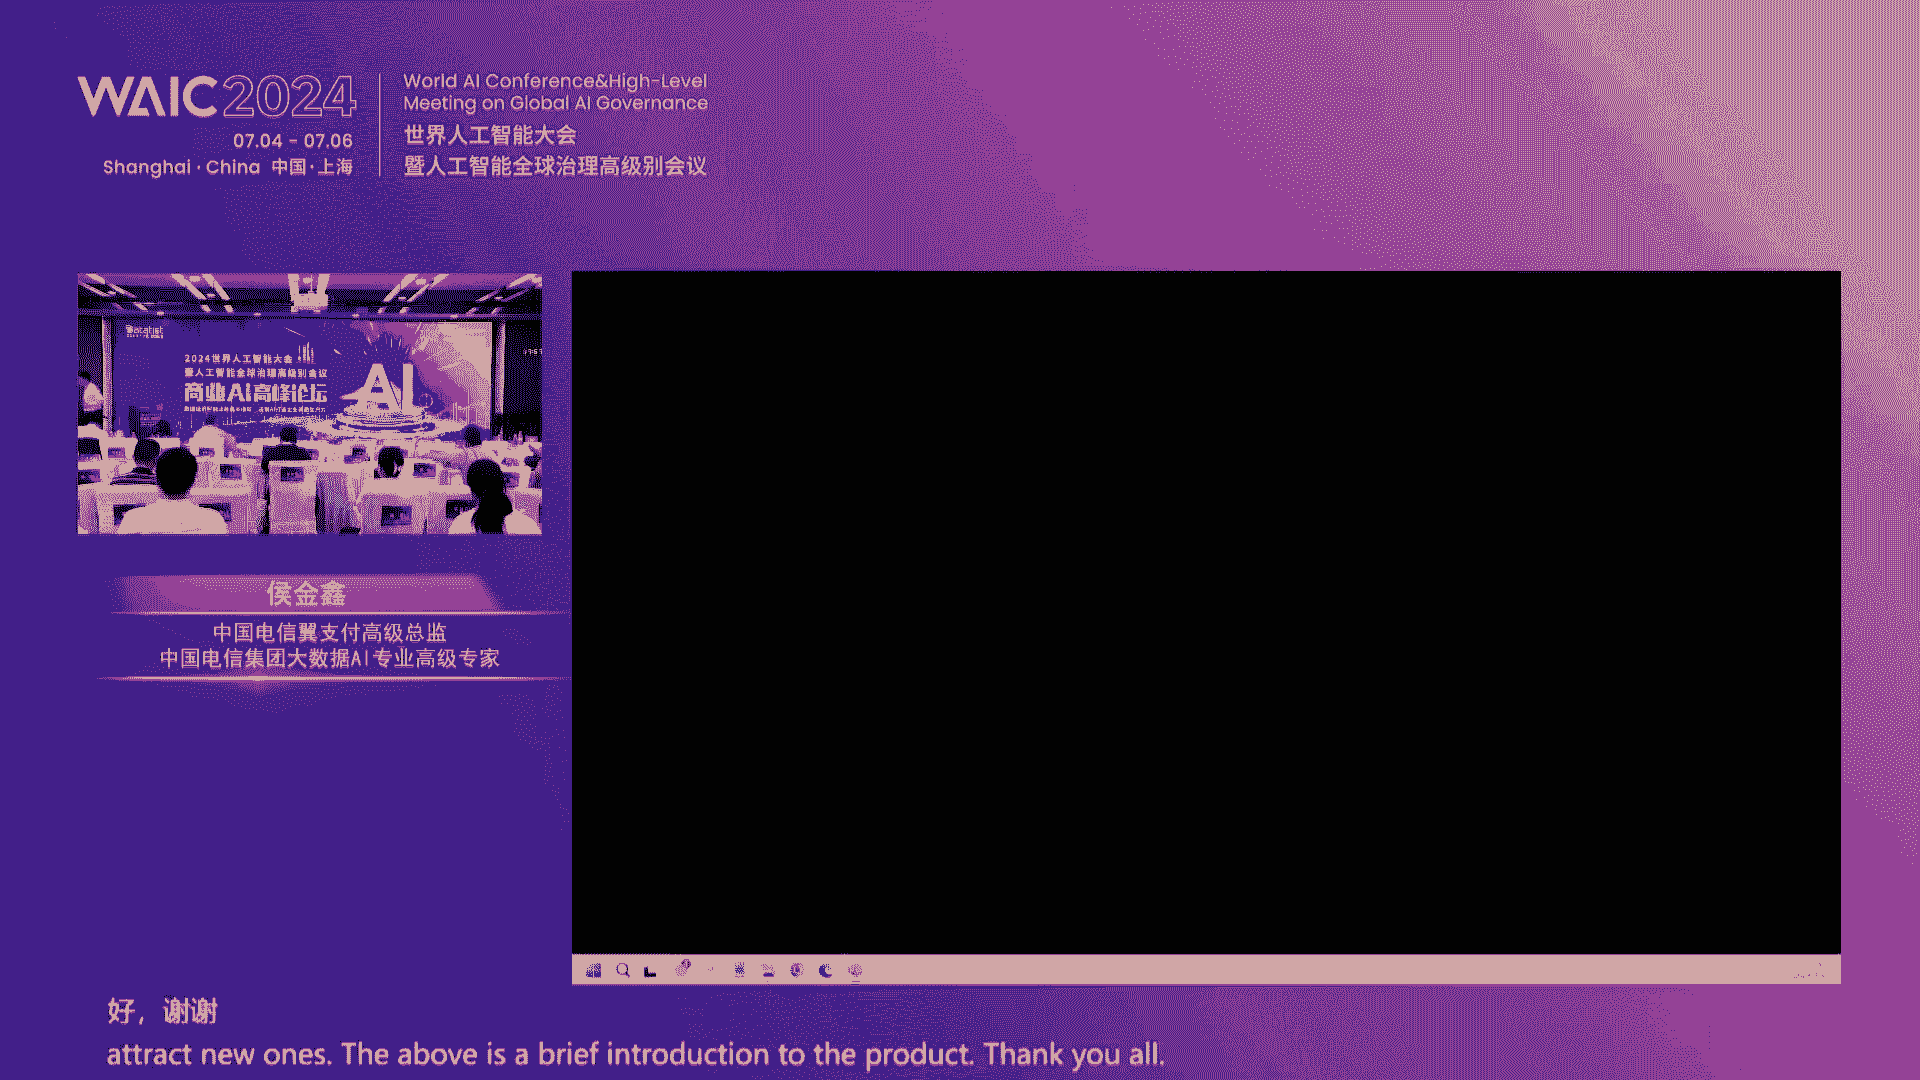 WAIC 2024
07.04 - 07.06
Shanghai · China 中国·上海
World AI Conference&High-Level
Meeting on Global AI Governance
世界人工智能大会
暨人工智能全球治理高级别会议
Datatist
2024世界人工智能大会
暨人工智能全球治理高级别会议
商业AI高峰论坛
AI
侯金鑫
中国电信翼支付高级总监
中国电信集团大数据AI专业高级专家
好，谢谢
attract new ones. The above is a brief introduction to the product. Thank you all.